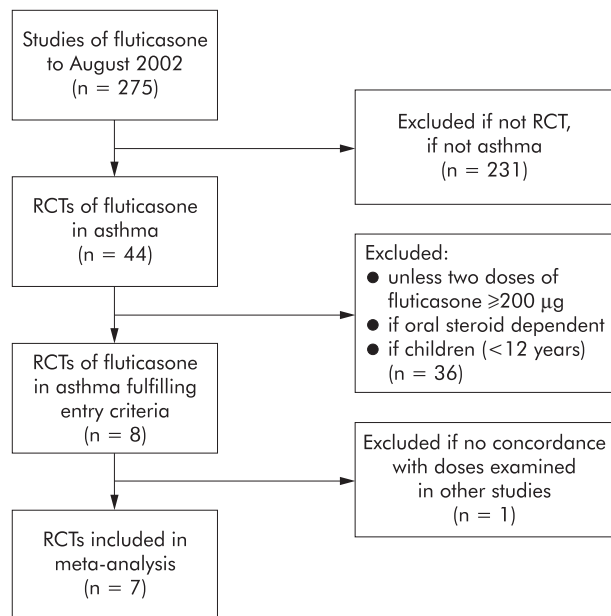 Studies of fluticasone
to August 2002
(n = 275)
Excluded if not RCT,
if not asthma
(n = 231)
RCTs of fluticasone
in asthma
(n = 44)
Excluded:
● unless two doses of
fluticasone ⩾200 µg
● if oral steroid dependent
● if children (<12 years)
(n = 36)
RCTs of fluticasone
in asthma fulfilling
entry criteria
(n = 8)
Excluded if no concordance
with doses examined
in other studies
(n = 1)
RCTs included in
meta-analysis
(n = 7)